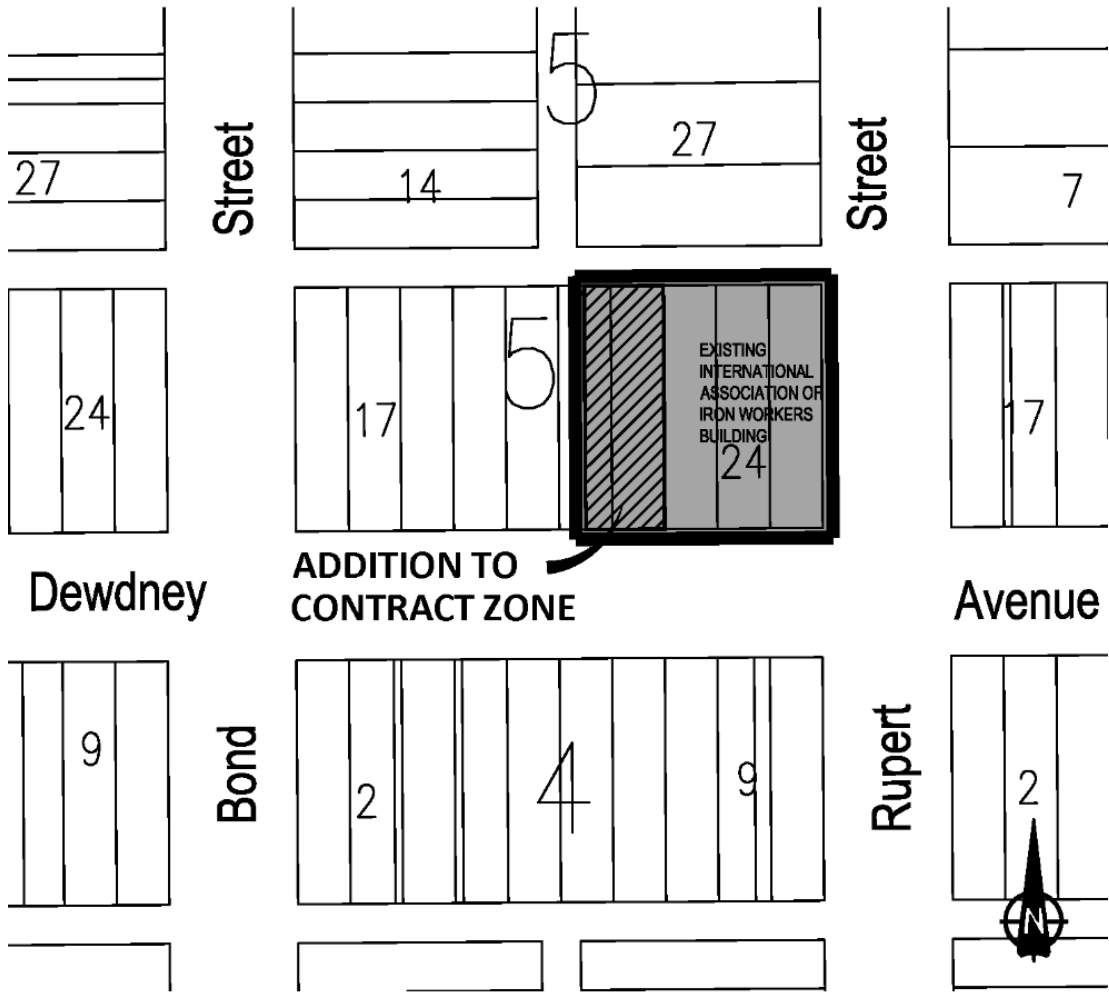 5
27
Street
14
27
Street
7
24
17
5
EXISTING
INTERNATIONAL
ASSOCIATION OF
IRON WORKERS
BUILDING
24
17
ADDITION TO
CONTRACT ZONE
Dewdney
Avenue
9
Bond
2
4
9
Rupert
2
N